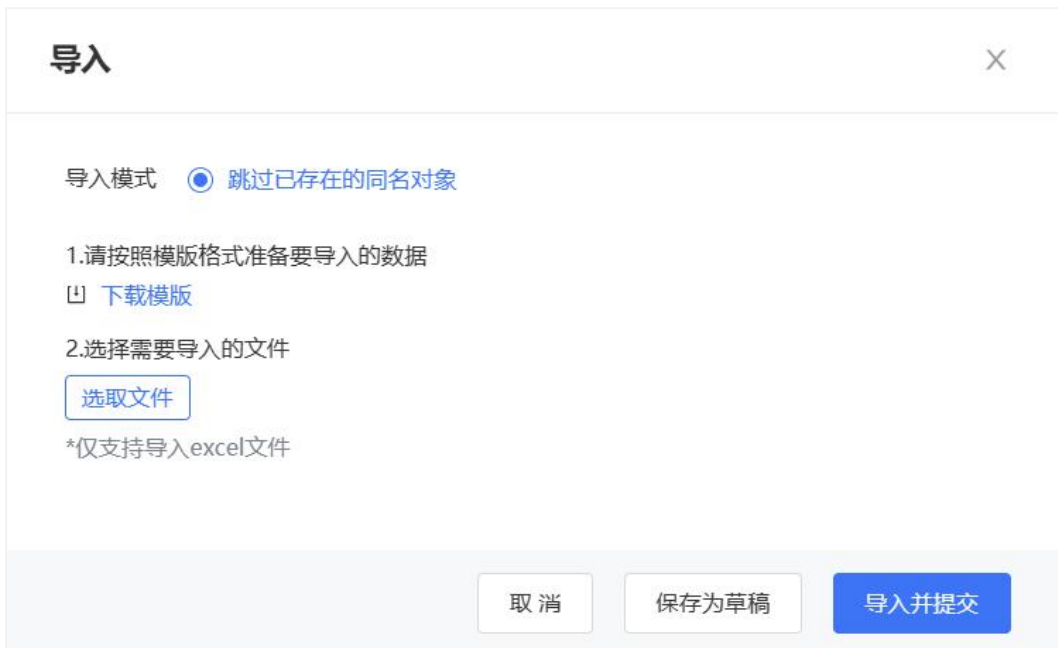 导入
导入模式 跳过已存在的同名对象
1.请按照模版格式准备要导入的数据
下载模版
2.选择需要导入的文件
选取文件
*仅支持导入excel文件
取 消 保存为草稿 导入并提交